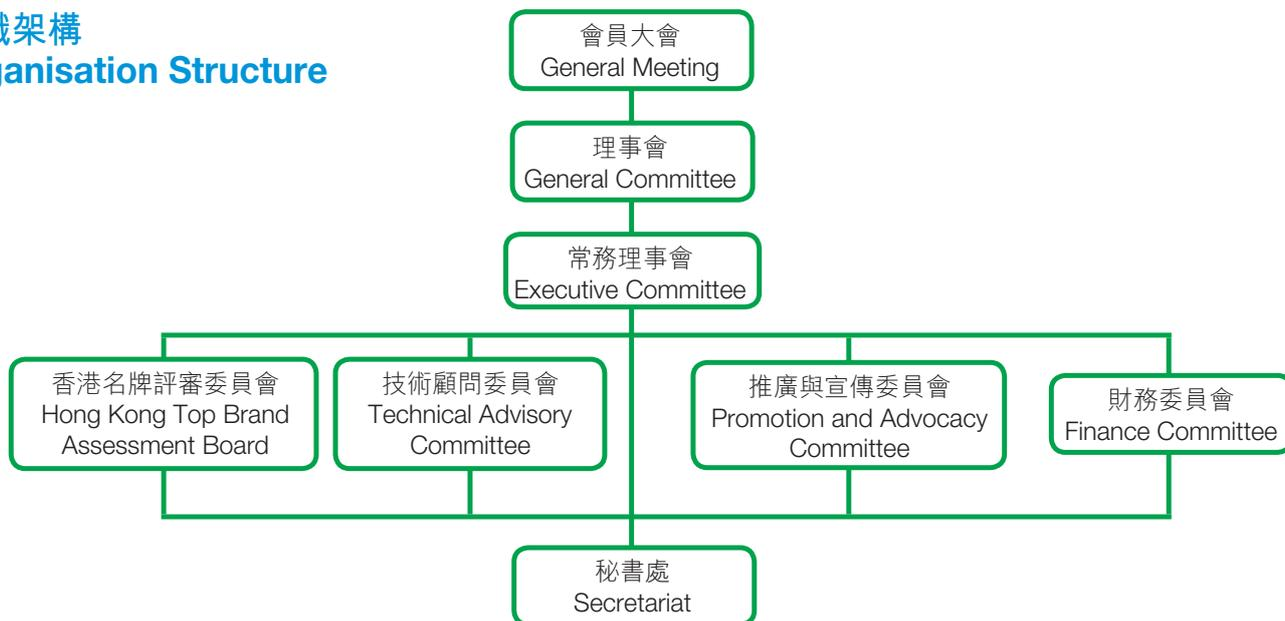 織架構
ganisation Structure
會員大會
General Meeting
理事會
General Committee
常務理事會
Executive Committee
香港名牌評審委員會
Hong Kong Top Brand
Assessment Board
技術顧問委員會
Technical Advisory
Committee
推廣與宣傳委員會
Promotion and Advocacy
Committee
財務委員會
Finance Committee
秘書處
Secretariat